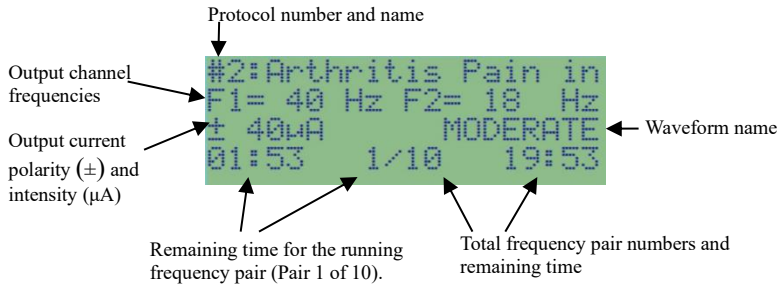 Protocol number and name
Output channel
frequencies
Output current
polarity (±) and
intensity (µA)
#2:Arthritis Pain in
F1= 40 Hz F2= 18 Hz
± 40µA MODERATE
01:53 1/10 19:53
Waveform name
Remaining time for the running
frequency pair (Pair 1 of 10).
Total frequency pair numbers and
remaining time